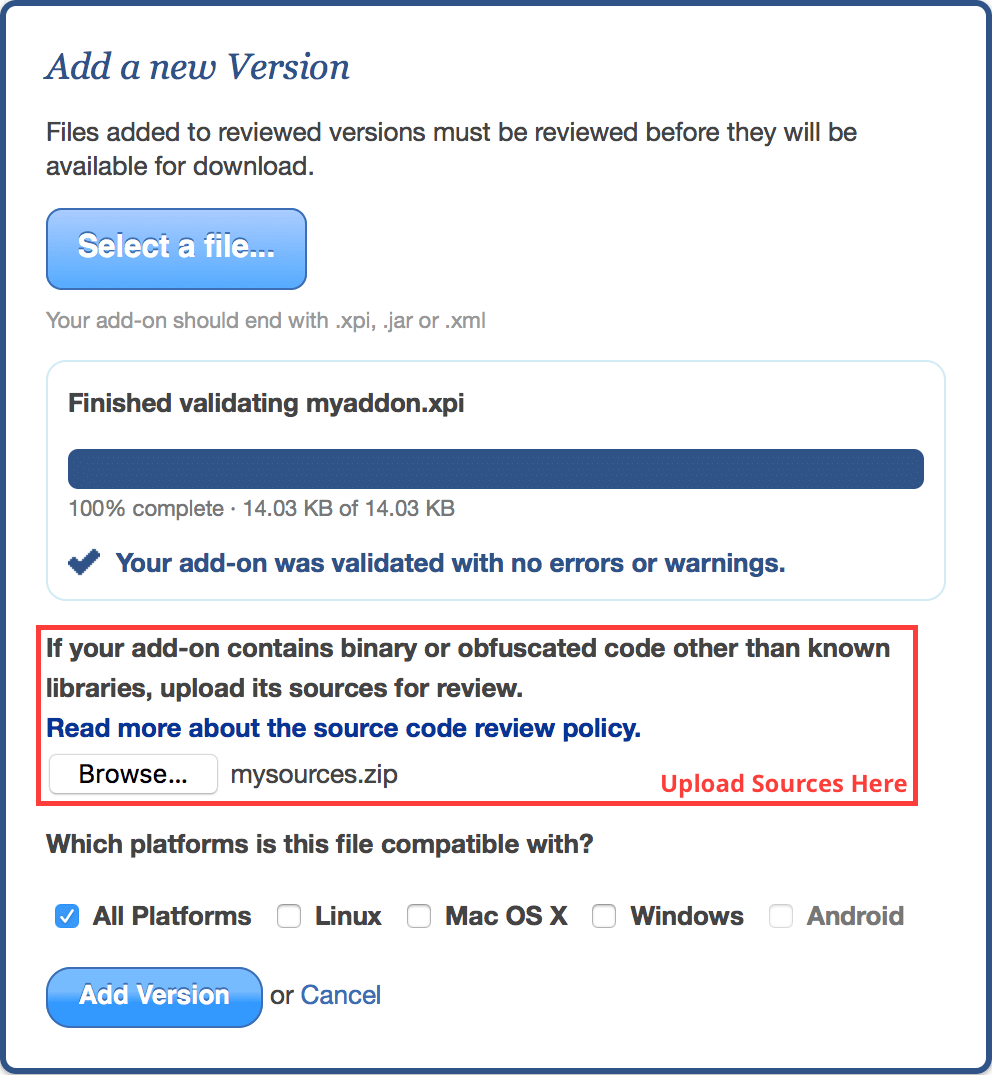 Add a new Version
Files added to reviewed versions must be reviewed before they will be
available for download.
Select a file...
Your add-on should end with .xpi, .jar or .xml
Finished validating myaddon.xpi
100% complete · 14.03 KB of 14.03 KB
Your add-on was validated with no errors or warnings.
If your add-on contains binary or obfuscated code other than known
libraries, upload its sources for review.
Read more about the source code review policy.
Browse... mysources.zip
Upload Sources Here
Which platforms is this file compatible with?
All Platforms Linux Mac OS X Windows Android
Add Version or Cancel